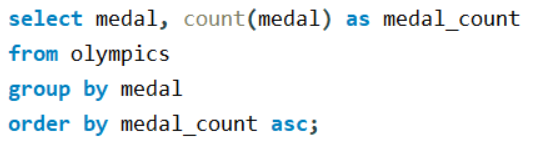 select medal, count(medal) as medal_count
from olympics
group by medal
order by medal_count asc;